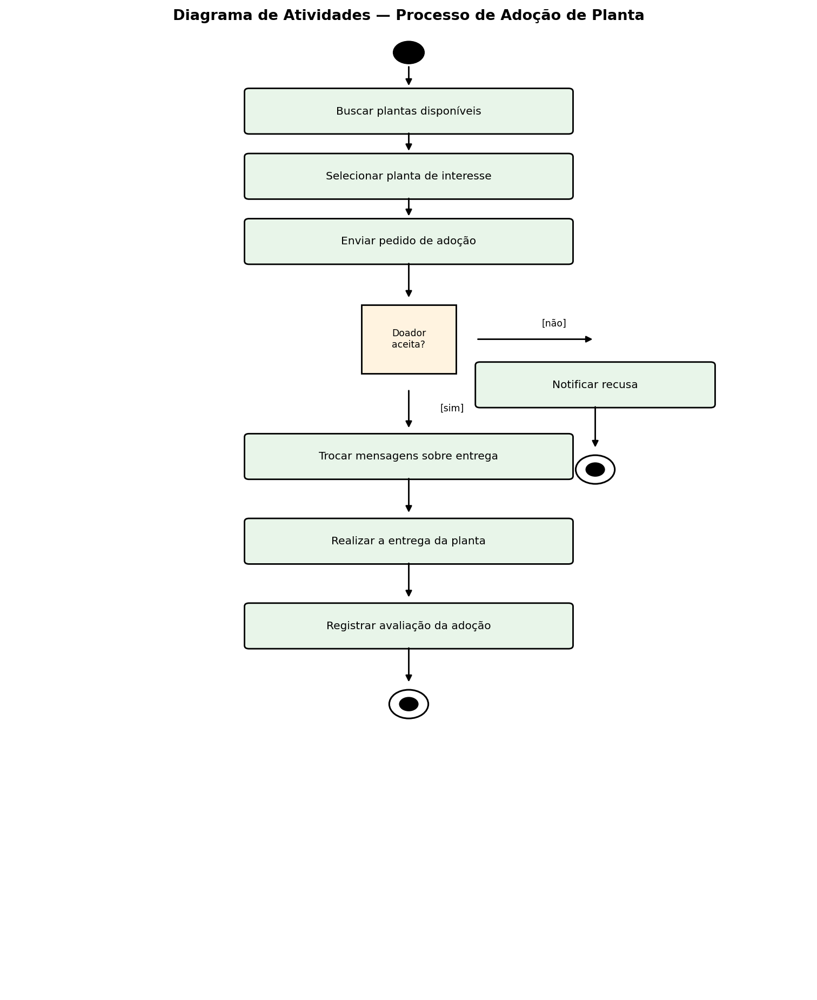 Diagrama de Atividades — Processo de Adoção de Planta
Buscar plantas disponíveis
Selecionar planta de interesse
Enviar pedido de adoção
Doador
aceita?
[não]
Notificar recusa
[sim]
Trocar mensagens sobre entrega
Realizar a entrega da planta
Registrar avaliação da adoção